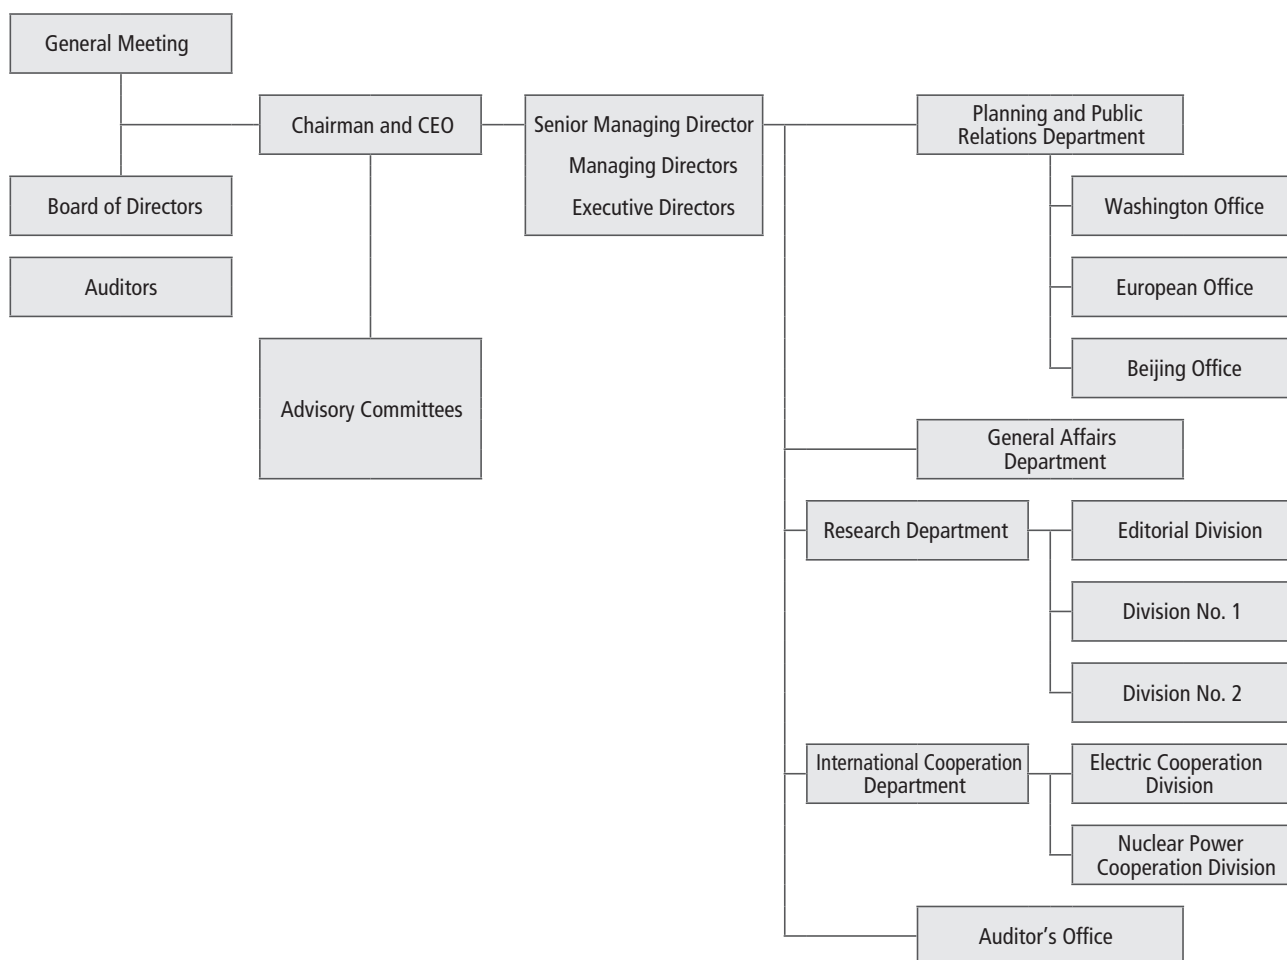 General Meeting
Chairman and CEO
Senior Managing Director
Managing Directors
Executive Directors
Planning and Public
Relations Department
Board of Directors
Washington Office
Auditors
European Office
Beijing Office
Advisory Committees
General Affairs
Department
Research Department
Editorial Division
Division No. 1
Division No. 2
International Cooperation
Department
Electric Cooperation
Division
Nuclear Power
Cooperation Division
Auditor’s Office